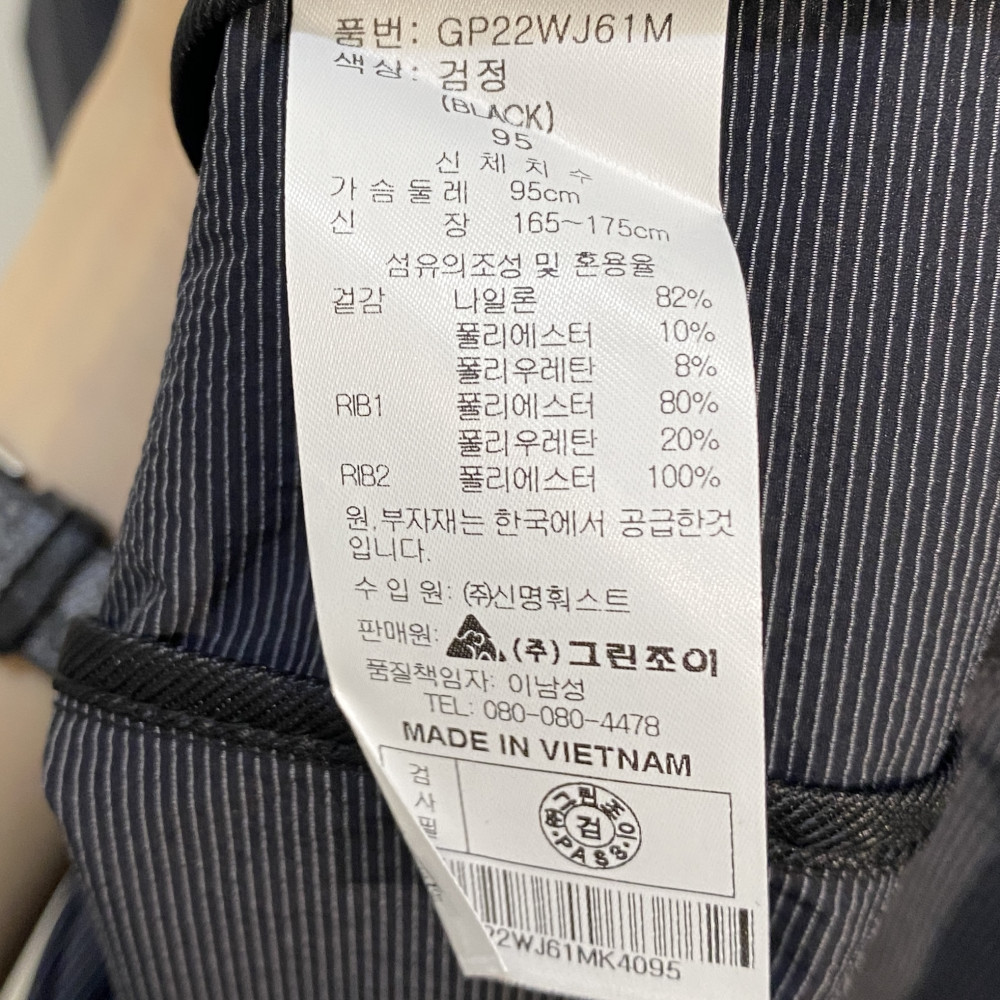 품번: GP22WJ61M
색상: 검정
(BLACK)
95
신 체 치 수
가 슴 둘 레 95cm
신 장 165~175cm
섬유의조성 및 혼용율
겉감 나일론 82%
폴리에스터 10%
폴리우레탄 8%
RIB1 폴리에스터 80%
폴리우레탄 20%
RIB2 폴리에스터 100%
원,부자재는 한국에서 공급한것
입니다.
수 입 원: (주)신명훠스트
판매원: (주)그린조이
품질책임자: 이남성
TEL: 080-080-4478
MADE IN VIETNAM
검사필
그린조이
검
PASS
22WJ61MK4095